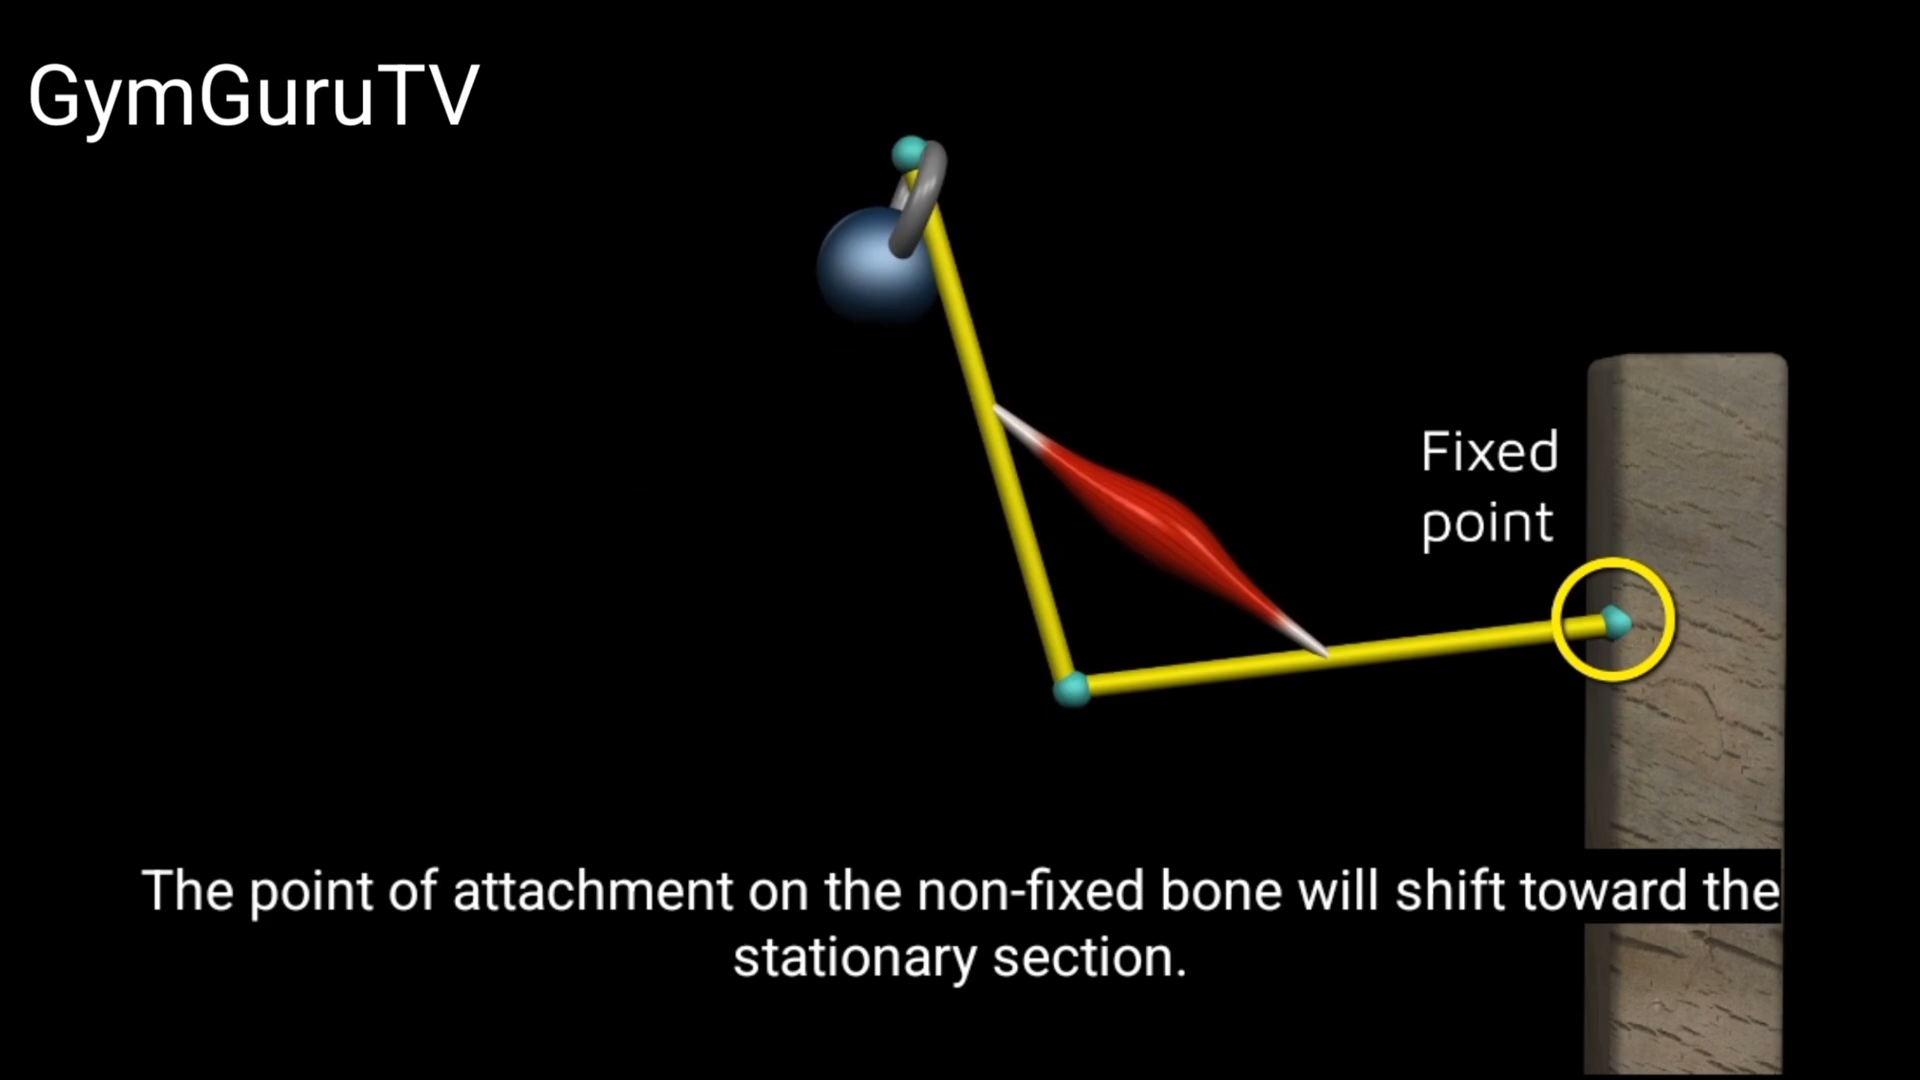 GymGuruTV
Fixed
point
The point of attachment on the non-fixed bone will shift toward the
stationary section.